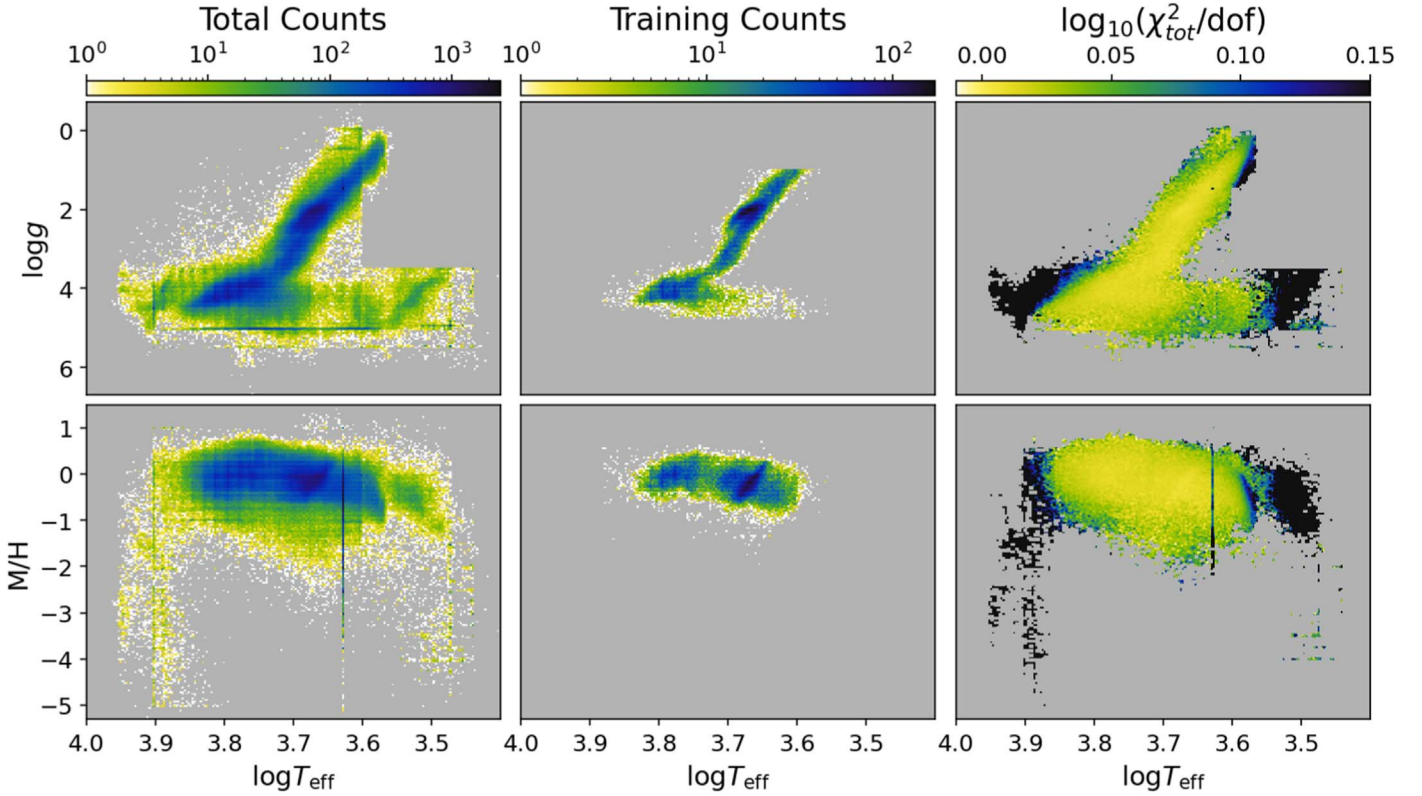 Total Counts Training Counts log₁₀(χ²ₜₒₜ/dof)
10⁰ 10¹ 10² 10³ 10⁰ 10¹ 10² 0.00 0.05 0.10 0.15
0
2
4
6
logg
1
0
−1
−2
−3
−4
−5
M/H
4.0 3.9 3.8 3.7 3.6 3.5 4.0 3.9 3.8 3.7 3.6 3.5 4.0 3.9 3.8 3.7 3.6 3.5
logT_eff logT_eff logT_eff